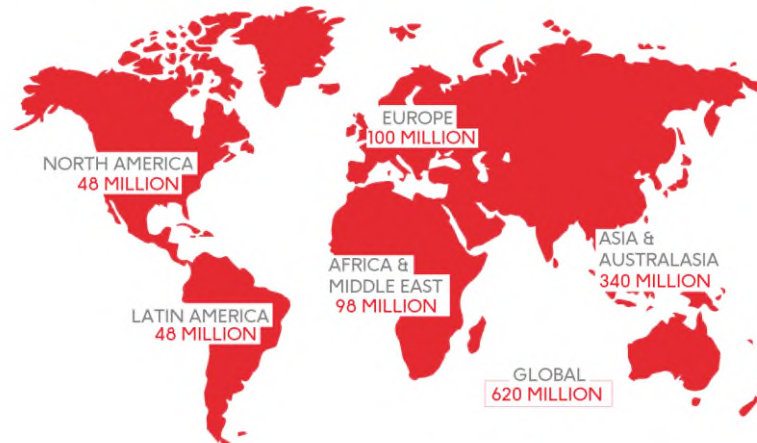 EUROPE
100 MILLION
NORTH AMERICA
48 MILLION
ASIA &
AUSTRALASIA
340 MILLION
AFRICA &
MIDDLE EAST
98 MILLION
LATIN AMERICA
48 MILLION
GLOBAL
620 MILLION